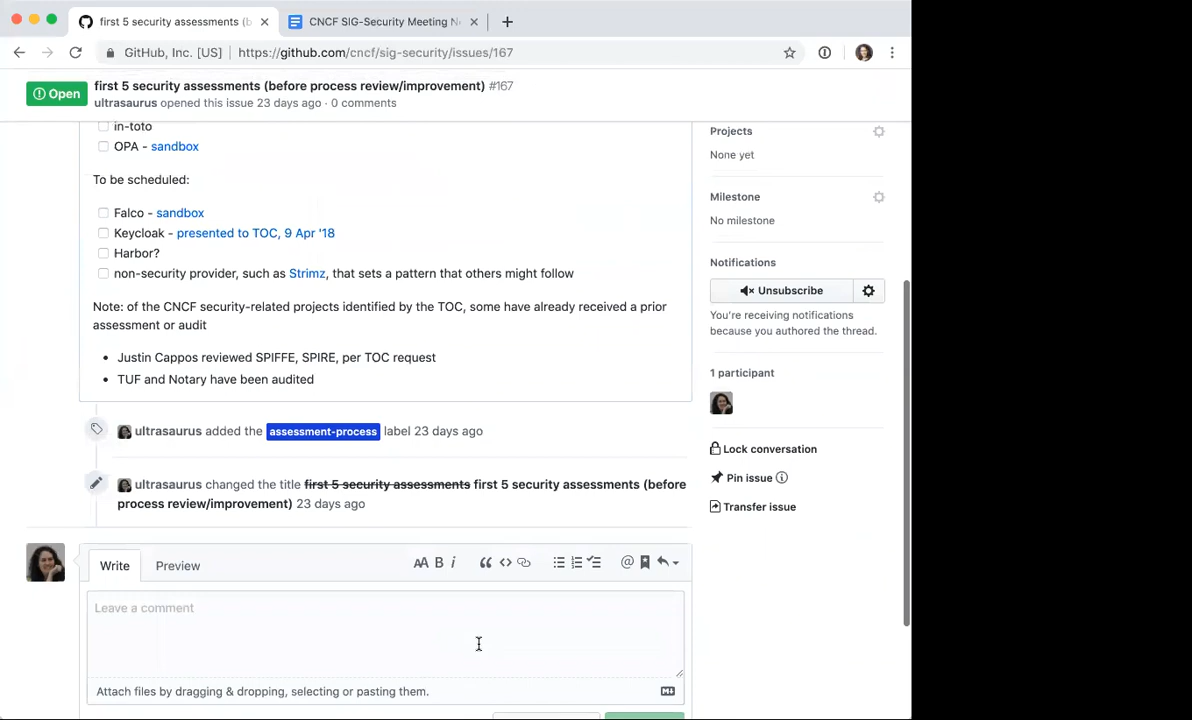 first 5 security assessments (b
CNCF SIG-Security Meeting N
GitHub, Inc. [US] | https://github.com/cncf/sig-security/issues/167
Open
first 5 security assessments (before process review/improvement) #167
ultrasaurus opened this issue 23 days ago · 0 comments
in-toto
OPA - sandbox
To be scheduled:
Falco - sandbox
Keycloak - presented to TOC, 9 Apr '18
Harbor?
non-security provider, such as Strimz, that sets a pattern that others might follow
Note: of the CNCF security-related projects identified by the TOC, some have already received a prior
assessment or audit
• Justin Cappos reviewed SPIFFE, SPIRE, per TOC request
• TUF and Notary have been audited
ultrasaurus added the assessment-process label 23 days ago
ultrasaurus changed the title first 5 security assessments first 5 security assessments (before
process review/improvement) 23 days ago
Write Preview
AA B i
Leave a comment
Attach files by dragging & dropping, selecting or pasting them.
Projects
None yet
Milestone
No milestone
Notifications
Unsubscribe
You're receiving notifications
because you authored the thread.
1 participant
Lock conversation
Pin issue
Transfer issue